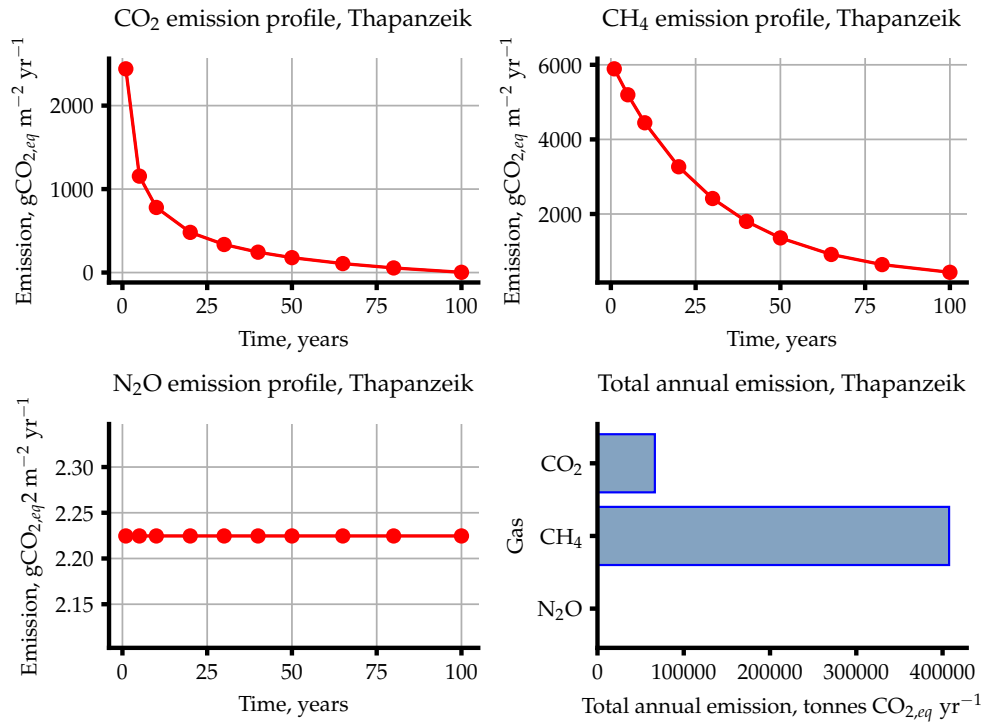 CO₂ emission profile, Thapanzeik
Emission, gCO₂,eq m⁻² yr⁻¹
2000
1000
0
0 25 50 75 100
Time, years
CH₄ emission profile, Thapanzeik
Emission, gCO₂,eq m⁻² yr⁻¹
6000
4000
2000
0 25 50 75 100
Time, years
N₂O emission profile, Thapanzeik
Emission, gCO₂,eq2 m⁻² yr⁻¹
2.30
2.25
2.20
2.15
0 25 50 75 100
Time, years
Total annual emission, Thapanzeik
Gas
CO₂
CH₄
N₂O
0 100000 200000 300000 400000
Total annual emission, tonnes CO₂,eq yr⁻¹